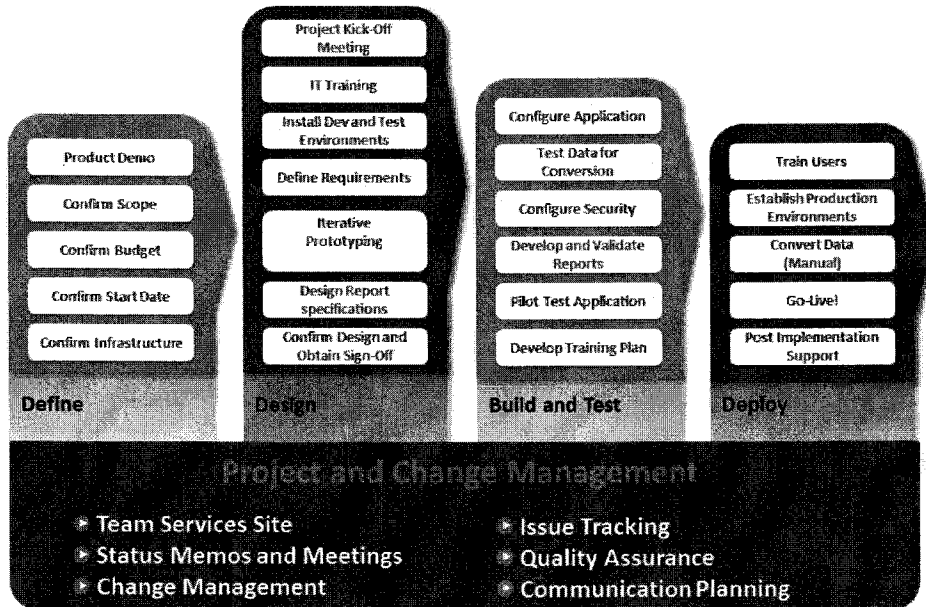 Product Demo
Confirm Scope
Confirm Budget
Confirm Start Date
Confirm Infrastructure
Define
Project Kick-Off
Meeting
IT Training
Install Dev and Test
Environments
Define Requirements
Iterative
Prototyping
Design Report
specifications
Confirm Design and
Obtain Sign-Off
Design
Configure Application
Test Data for
Conversion
Configure Security
Develop and Validate
Reports
Pilot Test Application
Develop Training Plan
Build and Test
Train Users
Establish Production
Environments
Convert Data
(Manual)
Go-Live!
Post Implementation
Support
Deploy
Project and Change Management
Team Services Site
Status Memos and Meetings
Change Management
Issue Tracking
Quality Assurance
Communication Planning